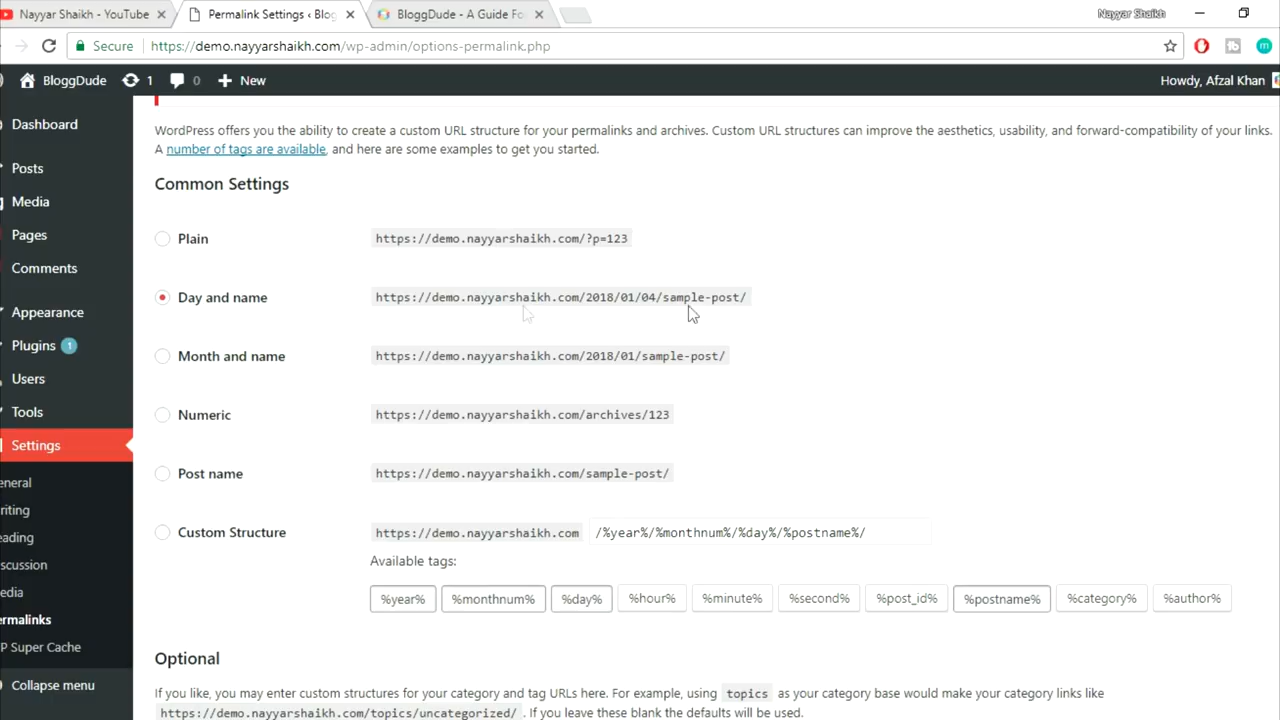 Nayyar Shaikh - YouTube
Permalink Settings ‹ Blog
BloggDude - A Guide Fo
Nayyar Shaikh
Secure https://demo.nayyarshaikh.com/wp-admin/options-permalink.php
BloggDude 1 0 New
Howdy, Afzal Khan
Dashboard
Posts
Media
Pages
Comments
Appearance
Plugins 1
Users
Tools
Settings
eneral
riting
eading
scussion
edia
ermalinks
P Super Cache
Collapse menu
WordPress offers you the ability to create a custom URL structure for your permalinks and archives. Custom URL structures can improve the aesthetics, usability, and forward-compatibility of your links.
A number of tags are available, and here are some examples to get you started.
Common Settings
Plain https://demo.nayyarshaikh.com/?p=123
Day and name https://demo.nayyarshaikh.com/2018/01/04/sample-post/
Month and name https://demo.nayyarshaikh.com/2018/01/sample-post/
Numeric https://demo.nayyarshaikh.com/archives/123
Post name https://demo.nayyarshaikh.com/sample-post/
Custom Structure https://demo.nayyarshaikh.com /%year%/%monthnum%/%day%/%postname%/
Available tags:
%year% %monthnum% %day% %hour% %minute% %second% %post_id% %postname% %category% %author%
Optional
If you like, you may enter custom structures for your category and tag URLs here. For example, using topics as your category base would make your category links like
https://demo.nayyarshaikh.com/topics/uncategorized/ . If you leave these blank the defaults will be used.